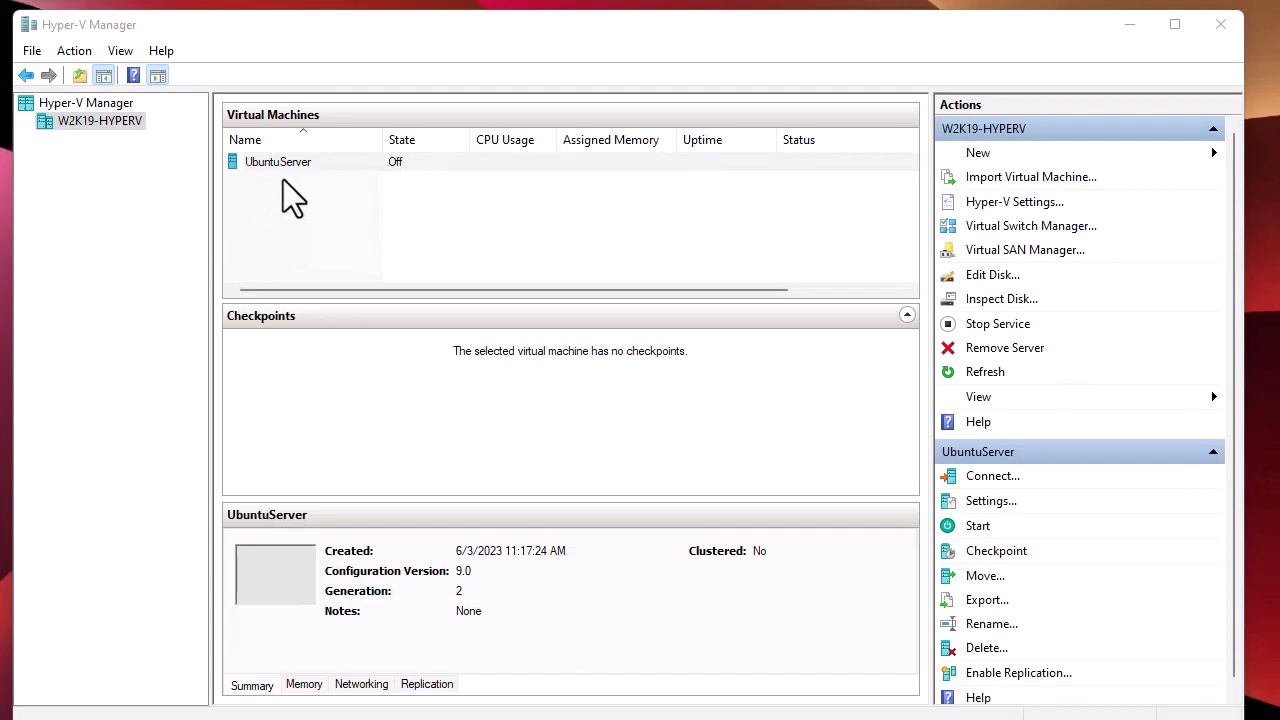 Hyper-V Manager
File Action View Help
Hyper-V Manager
W2K19-HYPERV
Virtual Machines
Name State CPU Usage Assigned Memory Uptime Status
UbuntuServer Off
Checkpoints
The selected virtual machine has no checkpoints.
UbuntuServer
Created: 6/3/2023 11:17:24 AM Clustered: No
Configuration Version: 9.0
Generation: 2
Notes: None
Summary Memory Networking Replication
Actions
W2K19-HYPERV
New
Import Virtual Machine...
Hyper-V Settings...
Virtual Switch Manager...
Virtual SAN Manager...
Edit Disk...
Inspect Disk...
Stop Service
Remove Server
Refresh
View
Help
UbuntuServer
Connect...
Settings...
Start
Checkpoint
Move...
Export...
Rename...
Delete...
Enable Replication...
Help